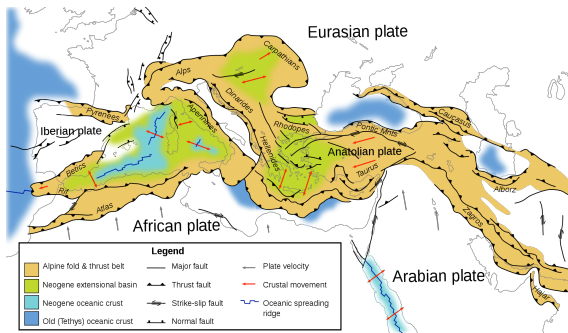 Eurasian plate
Carpathians
Alps
Dinarides
Pyrenees
Apennines
Caucasus
Iberian plate
Rhodopes
Pontic Mnts
Hellenides
Anatolian plate
Betics
Taurus
Rif
Alborz
Atlas
Zagros
African plate
Arabian plate
Hajar
Legend
Alpine fold & thrust belt
Major fault
Plate velocity
Neogene extensional basin
Thrust fault
Crustal movement
Neogene oceanic crust
Strike-slip fault
Oceanic spreading
ridge
Old (Tethys) oceanic crust
Normal fault